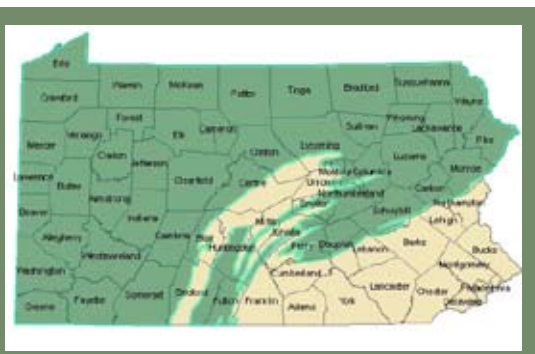 Erie
Warren
McKean
Potter
Tioga
Bradford
Susquehanna
Crawford
Wayne
Forest
Wyoming
Lackawanna
Venango
Elk
Cameron
Sullivan
Pike
Mercer
Clarion
Jefferson
Clinton
Lycoming
Luzerne
Monroe
Lawrence
Butler
Clearfield
Centre
Union
Montour
Columbia
Carbon
Armstrong
Northumberland
Snyder
Northampton
Beaver
Indiana
Mifflin
Schuylkill
Lehigh
Allegheny
Cambria
Blair
Huntingdon
Juniata
Perry
Dauphin
Lebanon
Berks
Bucks
Westmoreland
Cumberland
Montgomery
Washington
Lancaster
Chester
Philadelphia
Delaware
Greene
Fayette
Somerset
Bedford
Fulton
Franklin
Adams
York